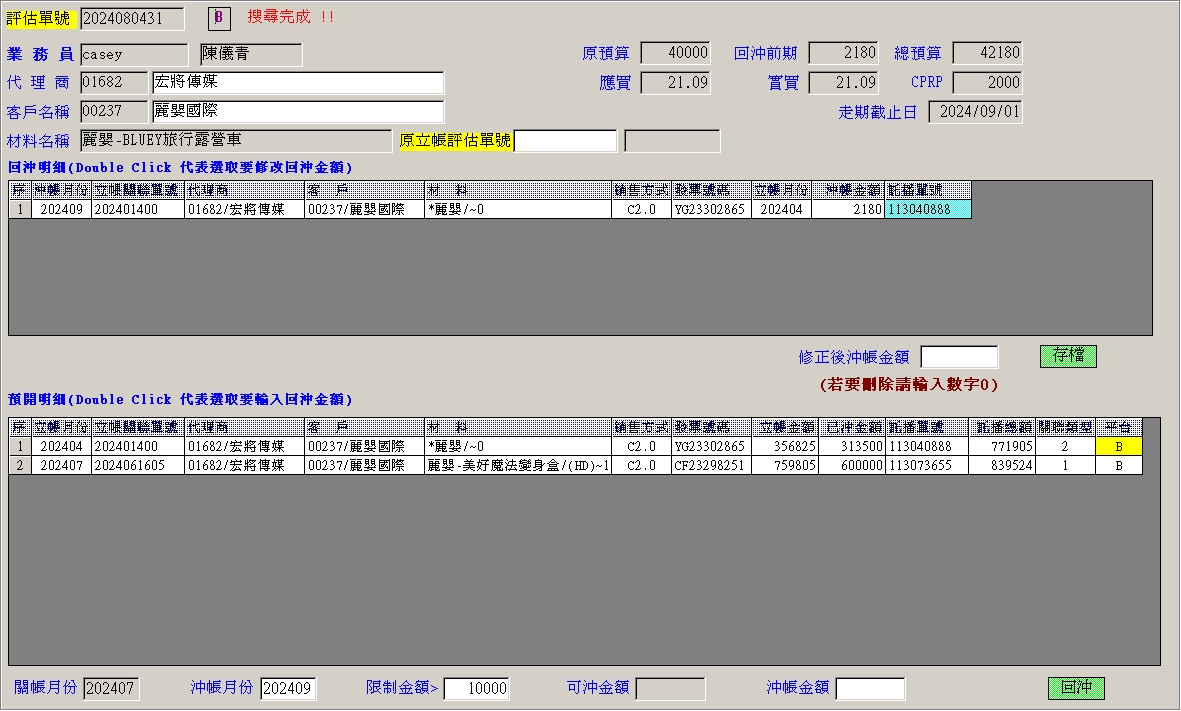 評估單號 2024080431 B 搜尋完成 !!
業 務 員 casey 陳儀青 原預算 40000 回沖前期 2180 總預算 42180
代 理 商 01682 宏將傳媒 應買 21.09 實買 21.09 CPRP 2000
客戶名稱 00237 麗嬰國際 走期截止日 2024/09/01
材料名稱 麗嬰-BLUEY旅行露營車 原立帳評估單號
回沖明細(Double Click 代表選取要修改回沖金額)
序 沖帳月份 立帳關聯單號 代理商 客 戶 材 料 銷售方式 發票號碼 立帳月份 沖帳金額 託播單號
1 202409 202401400 01682/宏將傳媒 00237/麗嬰國際 *麗嬰/~0 C2.0 YG23302865 202404 2180 113040888
修正後沖帳金額 存檔
(若要刪除請輸入數字0)
預開明細(Double Click 代表選取要輸入回沖金額)
序 立帳月份 立帳關聯單號 代理商 客 戶 材 料 銷售方式 發票號碼 立帳金額 已沖金額 託播單號 託播總額 關聯類型 平台
1 202404 202401400 01682/宏將傳媒 00237/麗嬰國際 *麗嬰/~0 C2.0 YG23302865 356825 313500 113040888 771905 2 B
2 202407 2024061605 01682/宏將傳媒 00237/麗嬰國際 麗嬰-美好魔法變身盒/(HD)~1 C2.0 CF23298251 759805 600000 113073655 839524 1 B
關帳月份 202407 沖帳月份 202409 限制金額> 10000 可沖金額 沖帳金額 回沖